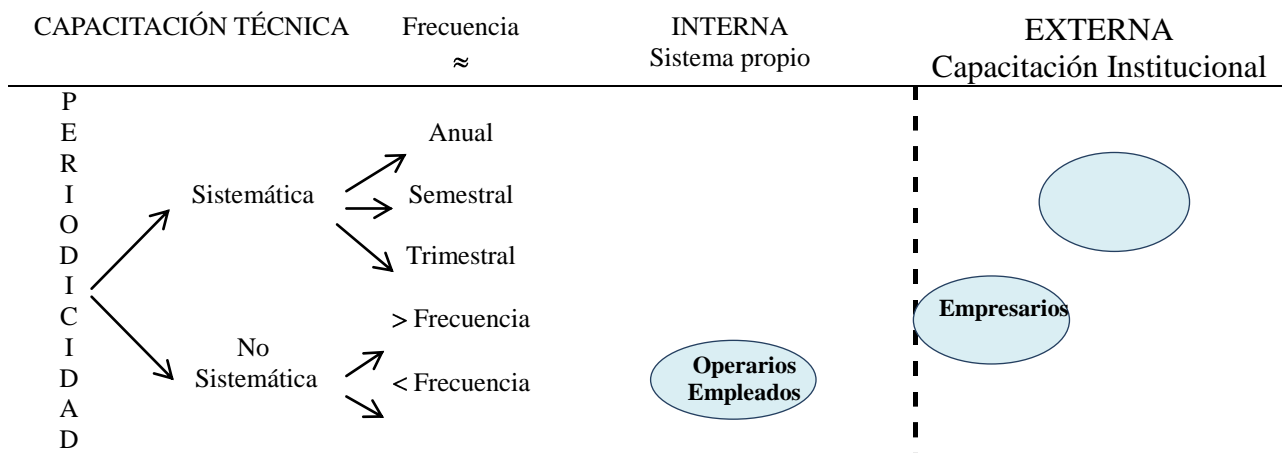 CAPACITACIÓN TÉCNICA Frecuencia INTERNA EXTERNA
≈ Sistema propio Capacitación Institucional
P
E
R
I
O
D
I
C
I
D
A
D
Anual
Sistemática Semestral
Trimestral
> Frecuencia
Empresarios
No
Sistemática < Frecuencia
Operarios
Empleados